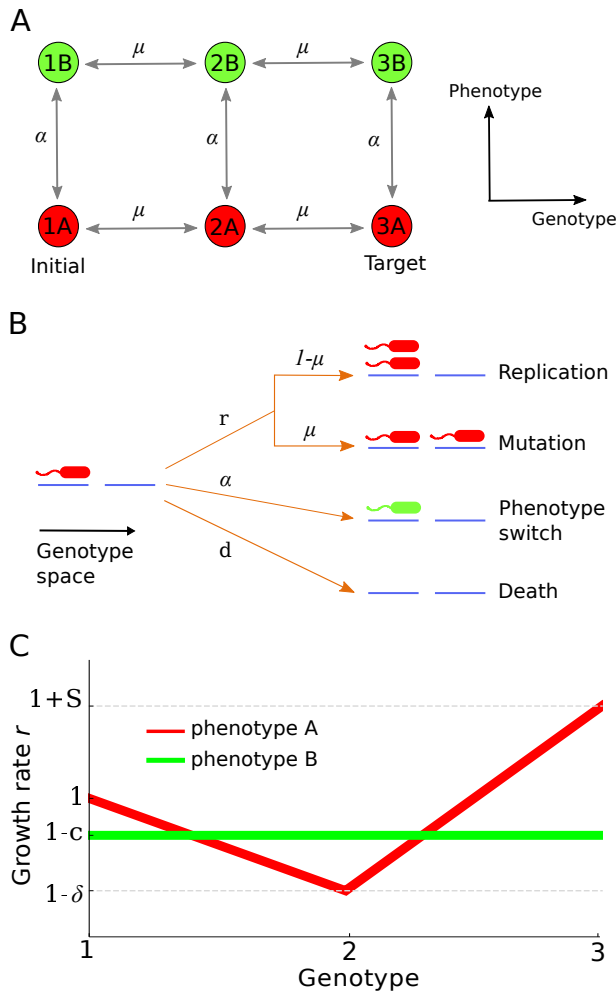 A
1B
μ
2B
μ
3B
α
α
α
1A
μ
2A
μ
3A
Initial
Target
Phenotype
Genotype
B
1-μ
Replication
r
μ
Mutation
α
Phenotype
switch
Genotype
space
d
Death
C
1+S
phenotype A
phenotype B
1
1-c
1-δ
Growth rate r
1
2
3
Genotype